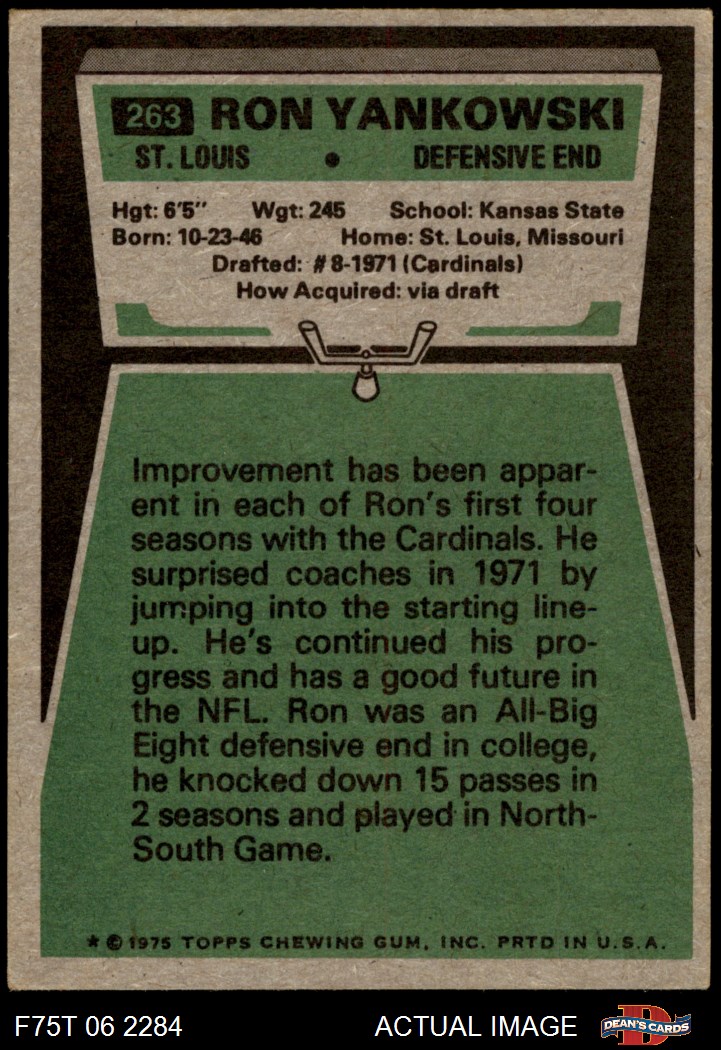 263 RON YANKOWSKI
ST. LOUIS • DEFENSIVE END
Hgt: 6'5" Wgt: 245 School: Kansas State
Born: 10-23-46 Home: St. Louis, Missouri
Drafted: #8-1971 (Cardinals)
How Acquired: via draft
Improvement has been appar-
ent in each of Ron's first four
seasons with the Cardinals. He
surprised coaches in 1971 by
jumping into the starting line-
up. He's continued his pro-
gress and has a good future in
the NFL. Ron was an All-Big
Eight defensive end in college,
he knocked down 15 passes in
2 seasons and played in North-
South Game.
* © 1975 TOPPS CHEWING GUM, INC. PRTD IN U.S.A.
F75T 06 2284 ACTUAL IMAGE D DEAN'S CARDS